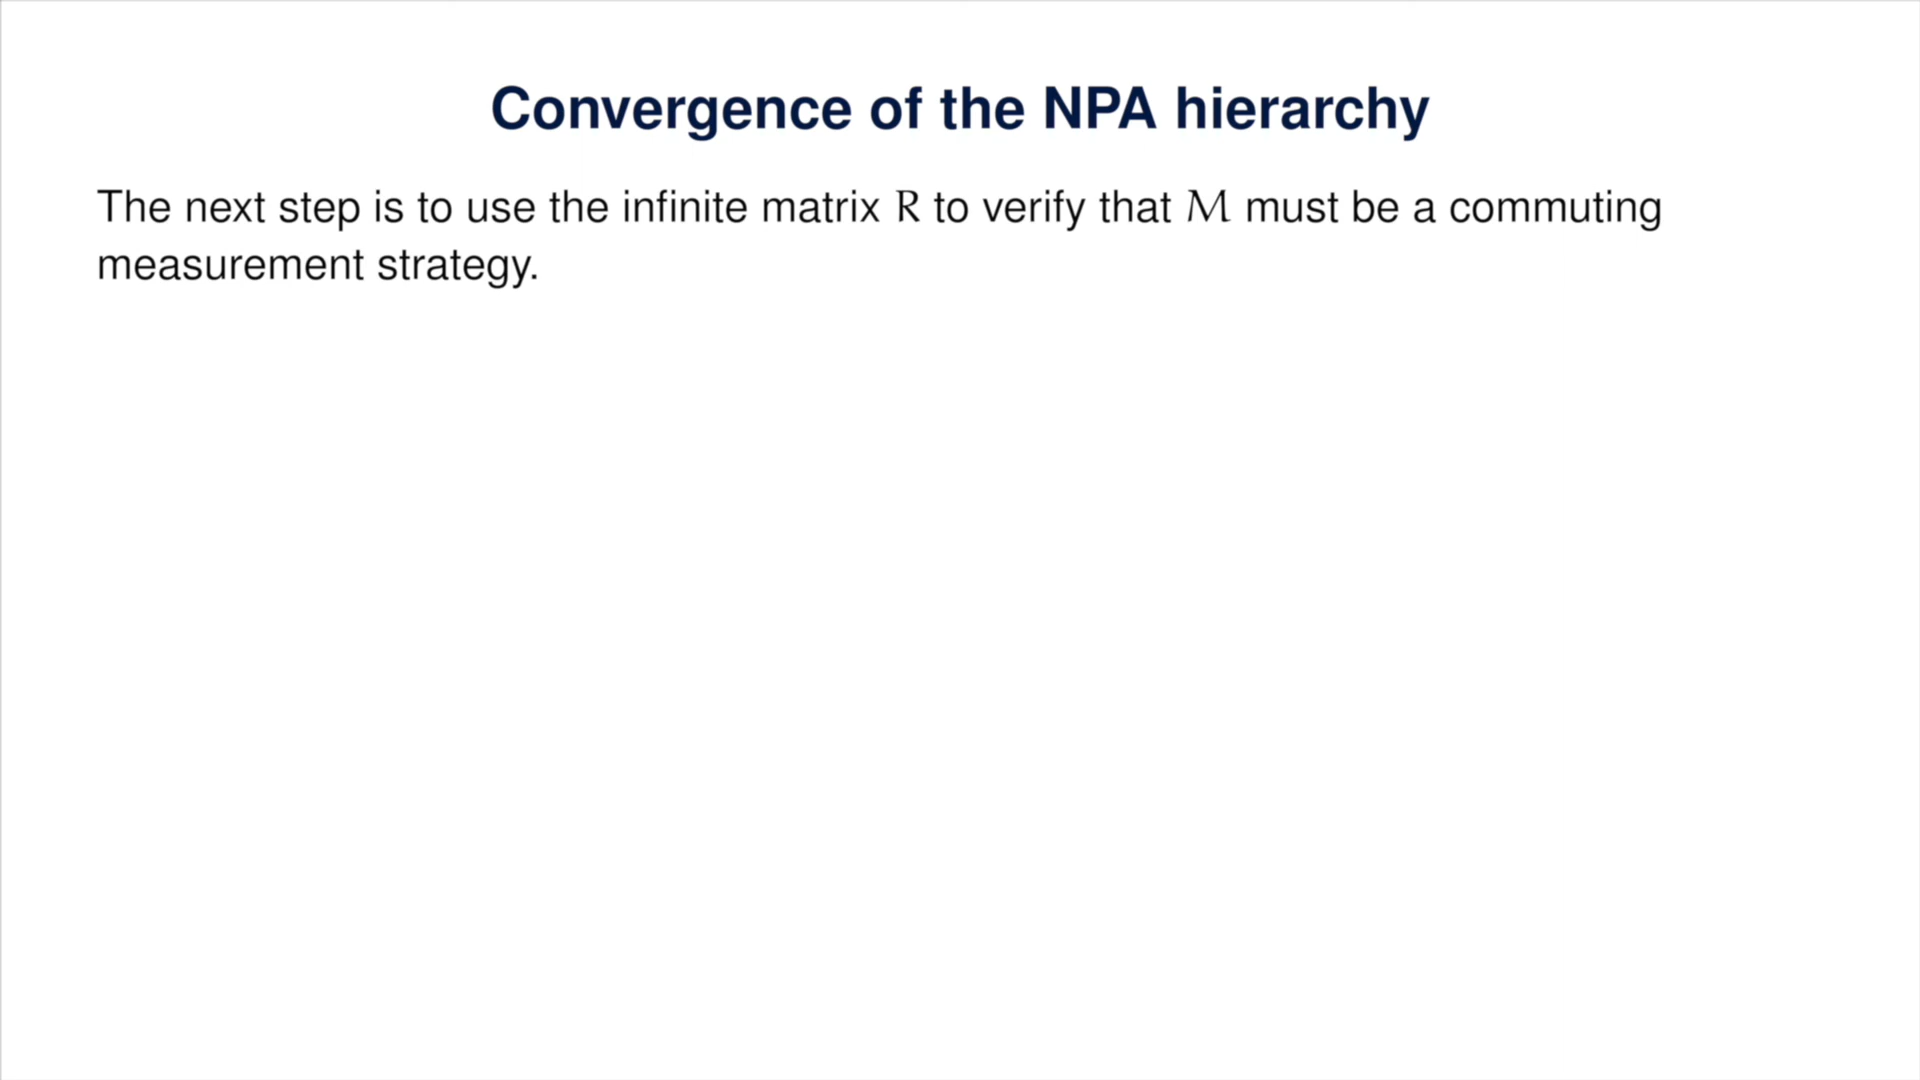 Convergence of the NPA hierarchy
The next step is to use the infinite matrix R to verify that M must be a commuting
measurement strategy.